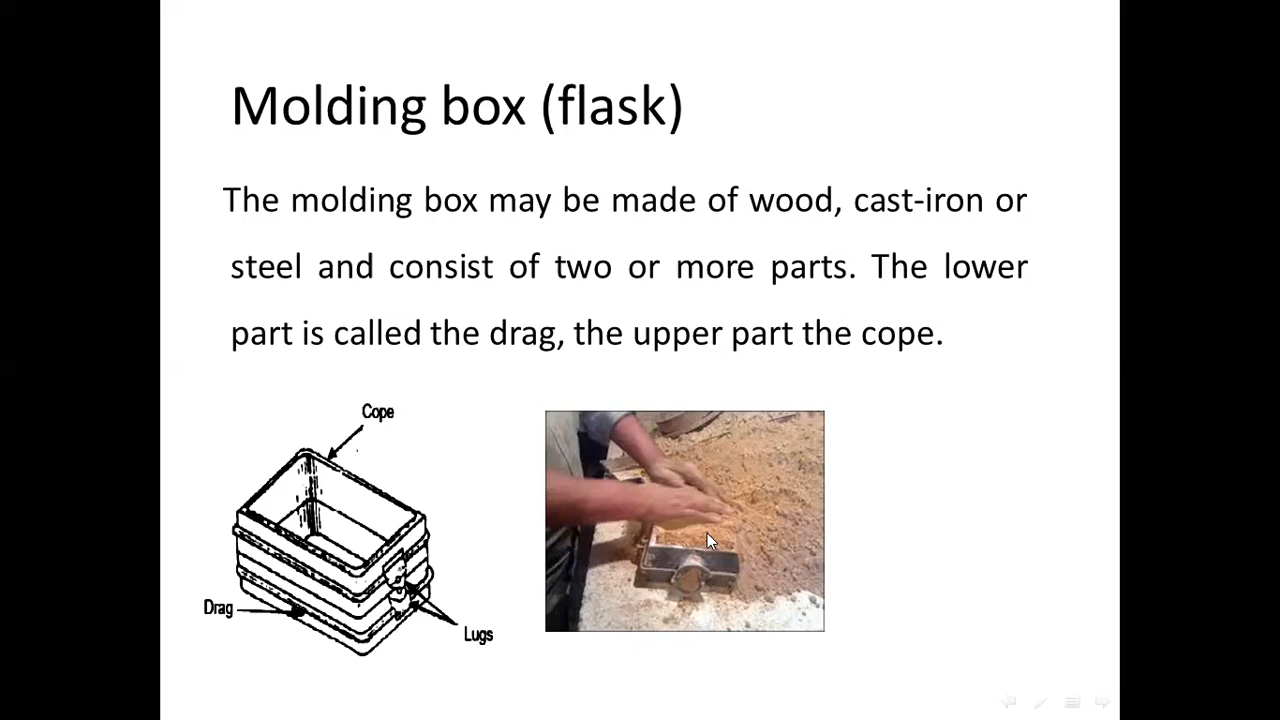 Molding box (flask)
The molding box may be made of wood, cast-iron or
steel and consist of two or more parts. The lower
part is called the drag, the upper part the cope.
Cope
Drag
Lugs